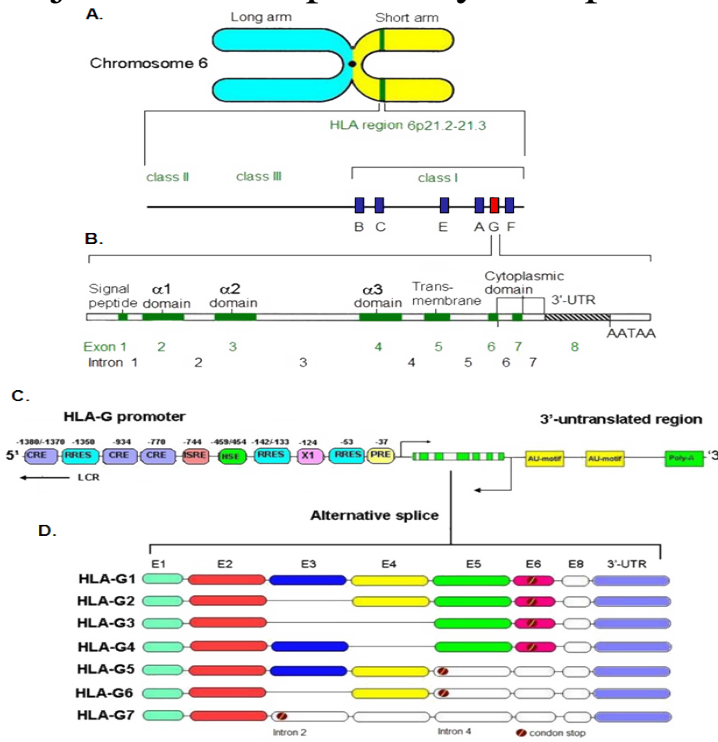 A.
Long arm Short arm
Chromosome 6
HLA region 6p21.2-21.3
class II class III class I
B C E A G F
B.
Signal peptide α1 domain α2 domain α3 domain Trans-membrane Cytoplasmic domain 3'-UTR
AATAA
Exon 1 2 3 4 5 6 7 8
Intron 1 2 3 4 5 6 7
C.
HLA-G promoter 3'-untranslated region
-1380/-1370 -1350 -934 -770 -744 -459/454 -142/-133 -124 -53 -37
5' CRE RRES CRE CRE ISRE HSE RRES X1 RRES PRE AU-motif AU-motif Poly-A '3
LCR
Alternative splice
D.
E1 E2 E3 E4 E5 E6 E8 3'-UTR
HLA-G1
HLA-G2
HLA-G3
HLA-G4
HLA-G5
HLA-G6
HLA-G7
Intron 2 Intron 4 condon stop